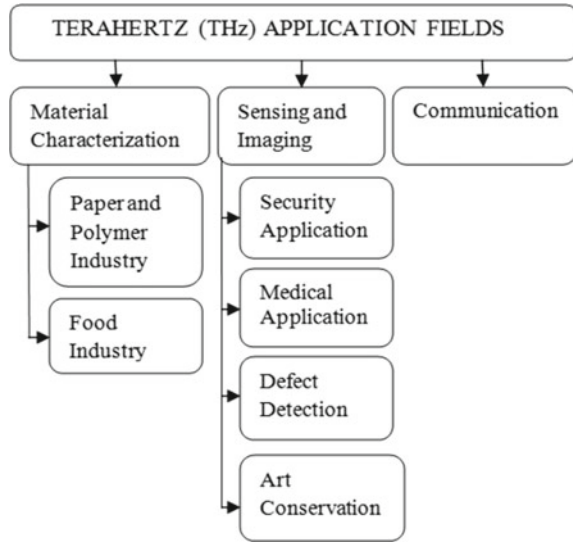 TERAHERTZ (THz) APPLICATION FIELDS
Material
Characterization
Sensing and
Imaging
Communication
Paper and
Polymer
Industry
Food
Industry
Security
Application
Medical
Application
Defect
Detection
Art
Conservation